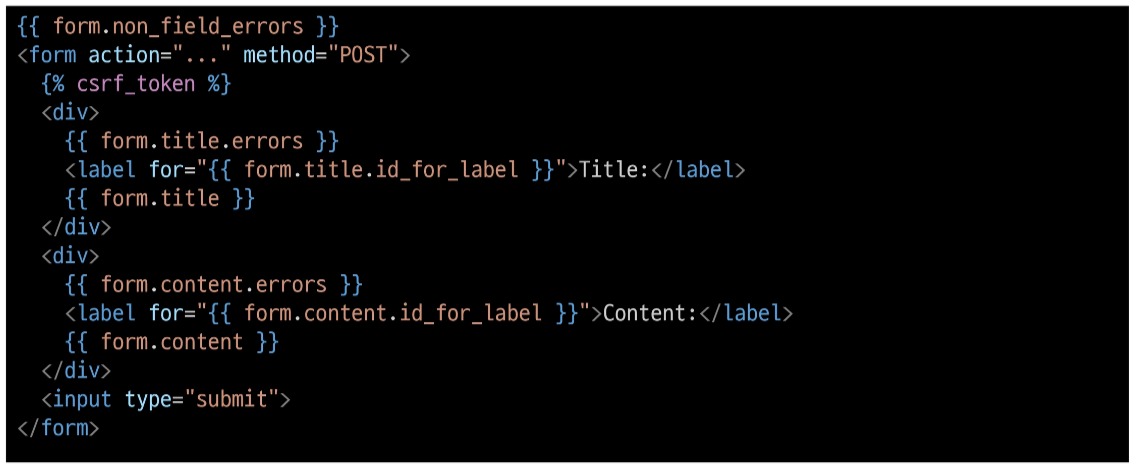 {{ form.non_field_errors }}
<form action="..." method="POST">
  {% csrf_token %}
  <div>
    {{ form.title.errors }}
    <label for="{{ form.title.id_for_label }}">Title:</label>
    {{ form.title }}
  </div>
  <div>
    {{ form.content.errors }}
    <label for="{{ form.content.id_for_label }}">Content:</label>
    {{ form.content }}
  </div>
  <input type="submit">
</form>